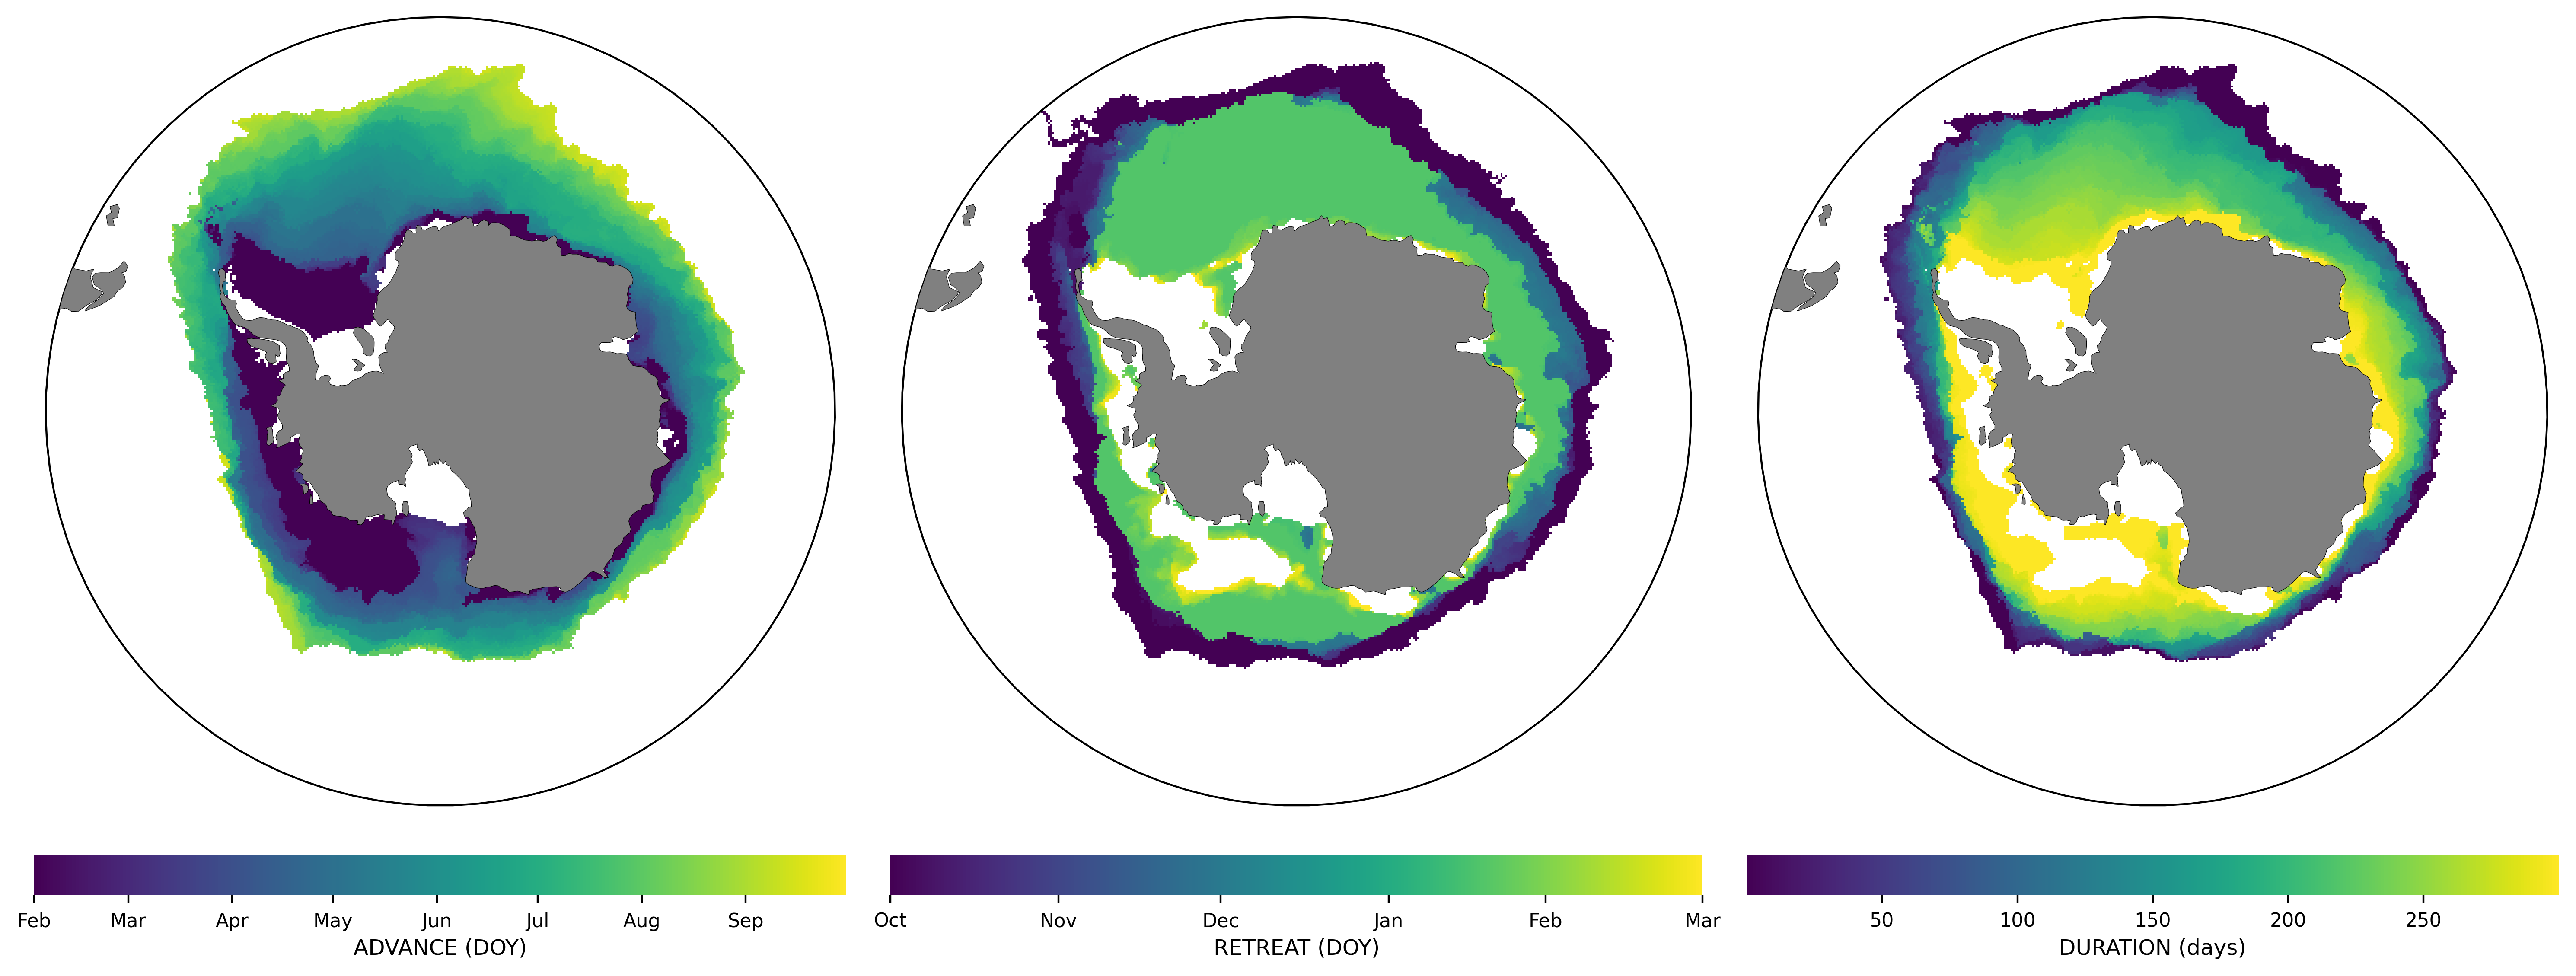 Feb Mar Apr May Jun Jul Aug Sep
ADVANCE (DOY)
Oct Nov Dec Jan Feb Mar
RETREAT (DOY)
50 100 150 200 250
DURATION (days)